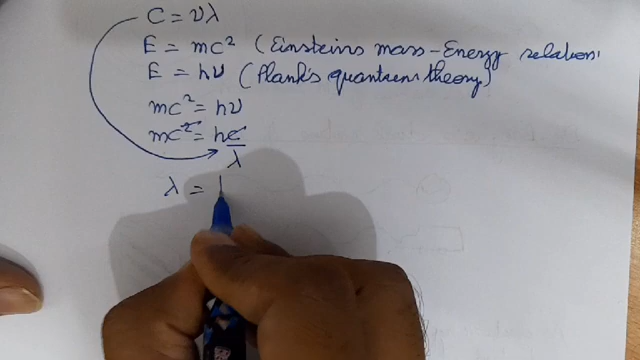 C = νλ
E = mc² (Einsteins mass-Energy relation
E = hν (Plank's quantum theory)
mc² = hν
mc² = hc/λ
λ =